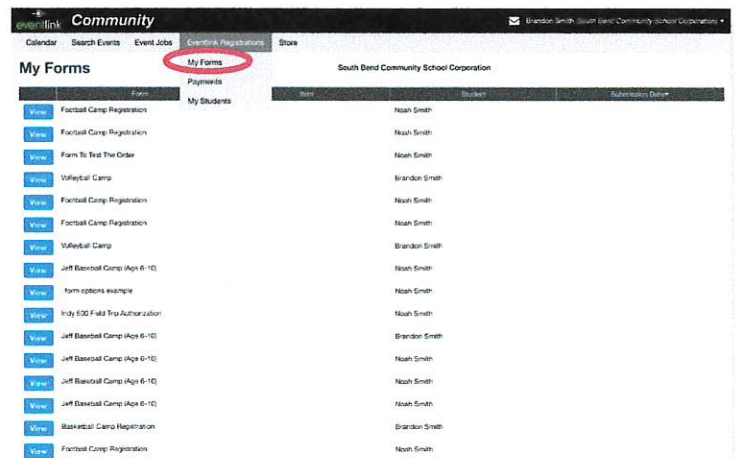 eventlink Community
Brandon Smith (South Bend Community School Corporation)
Calendar Search Events Event Jobs Eventlink Registrations Store
My Forms
My Forms
South Bend Community School Corporation
Payments
My Students
Form Item Student Submission Date
View Football Camp Registration Noah Smith
View Football Camp Registration Noah Smith
View Form To Test The Order Noah Smith
View Volleyball Camp Brandon Smith
View Football Camp Registration Noah Smith
View Football Camp Registration Noah Smith
View Volleyball Camp Brandon Smith
View Jeff Baseball Camp (Age 6-10) Noah Smith
View form options example Noah Smith
View Indy 500 Field Trip Authorization Noah Smith
View Jeff Baseball Camp (Age 6-10) Brandon Smith
View Jeff Baseball Camp (Age 6-10) Noah Smith
View Jeff Baseball Camp (Age 6-10) Noah Smith
View Jeff Baseball Camp (Age 6-10) Noah Smith
View Basketball Camp Registration Brandon Smith
View Football Camp Registration Noah Smith